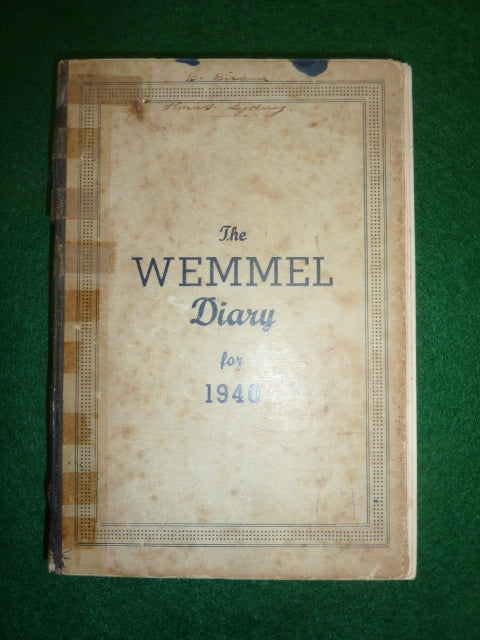 The
WEMMEL
Diary
for
1940